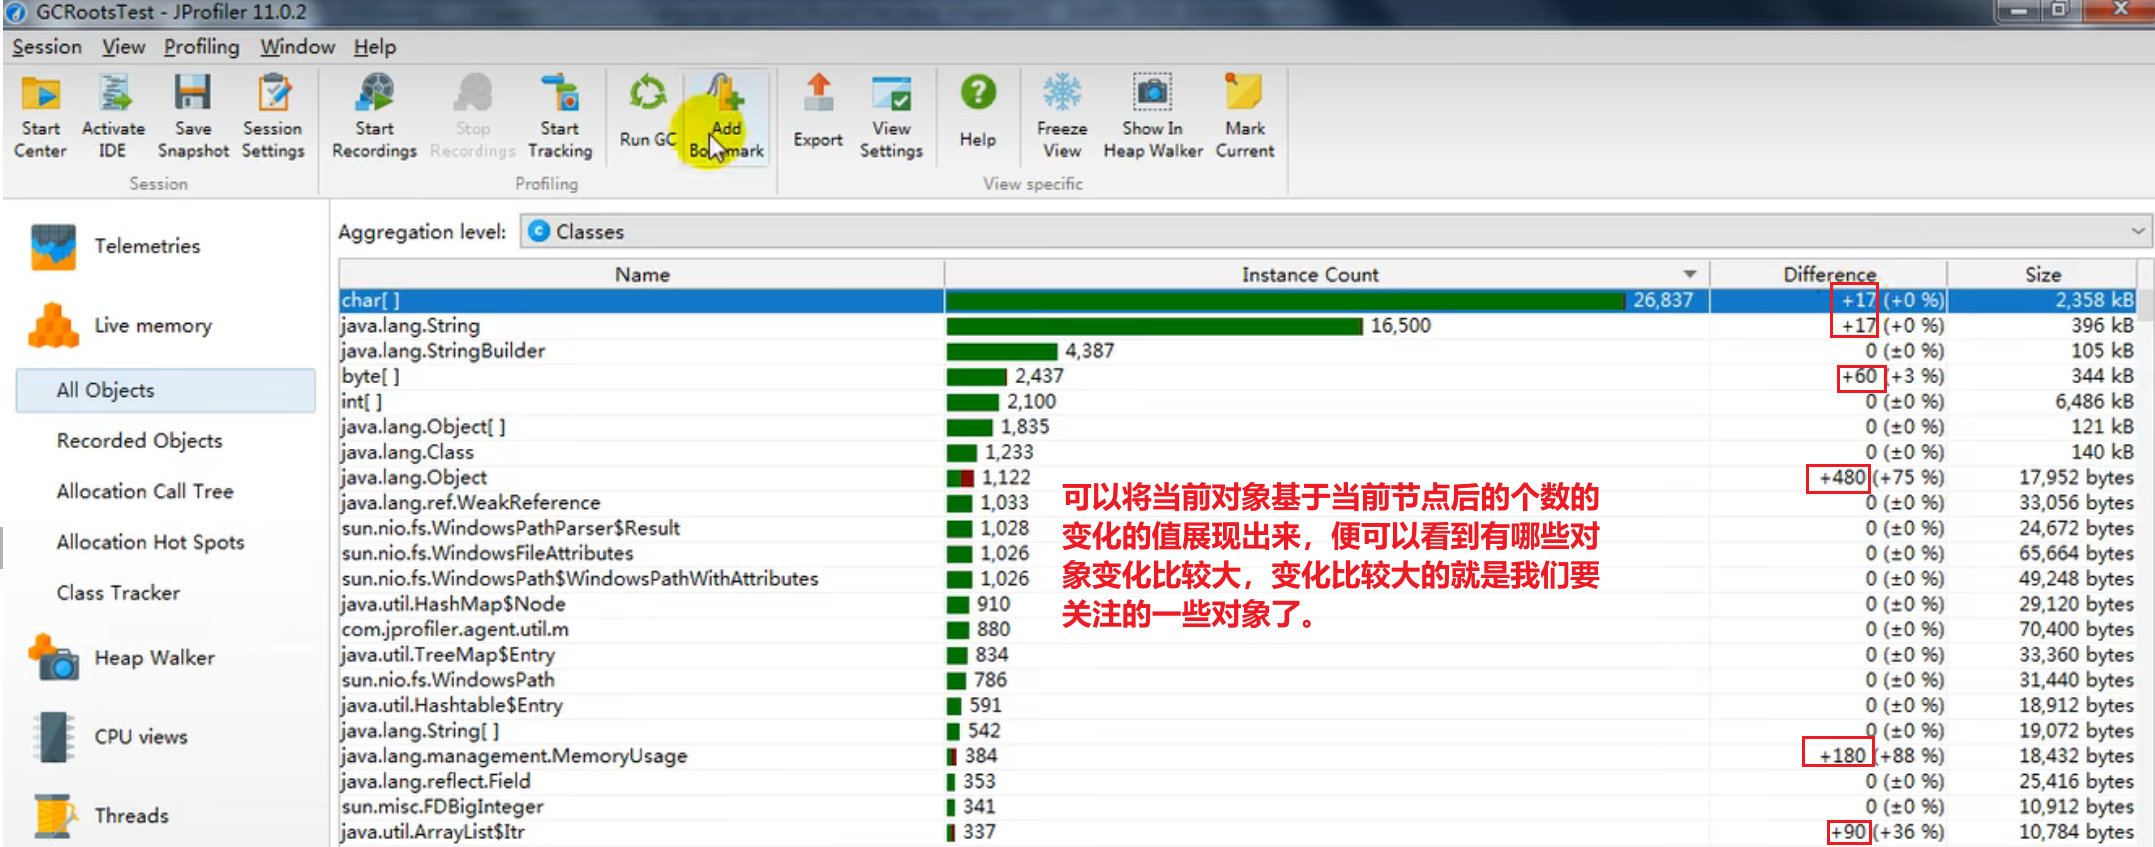 GCRootsTest - JProfiler 11.0.2
Session View Profiling Window Help
Start Center
Activate IDE
Save Snapshot
Session Settings
Start Recordings
Stop Recordings
Start Tracking
Run GC
Add Bookmark
Export
View Settings
Help
Freeze View
Show In Heap Walker
Mark Current
Session
Profiling
View specific
Telemetries
Live memory
All Objects
Recorded Objects
Allocation Call Tree
Allocation Hot Spots
Class Tracker
Heap Walker
CPU views
Threads
Aggregation level: C Classes
Name Instance Count Difference Size
char[ ] 26,837 +17 (+0 %) 2,358 kB
java.lang.String 16,500 +17 (+0 %) 396 kB
java.lang.StringBuilder 4,387 0 (±0 %) 105 kB
byte[ ] 2,437 +60 (+3 %) 344 kB
int[ ] 2,100 0 (±0 %) 6,486 kB
java.lang.Object[ ] 1,835 0 (±0 %) 121 kB
java.lang.Class 1,233 0 (±0 %) 140 kB
java.lang.Object 1,122 +480 (+75 %) 17,952 bytes
java.lang.ref.WeakReference 1,033 0 (±0 %) 33,056 bytes
sun.nio.fs.WindowsPathParser$Result 1,028 0 (±0 %) 24,672 bytes
sun.nio.fs.WindowsFileAttributes 1,026 0 (±0 %) 65,664 bytes
sun.nio.fs.WindowsPath$WindowsPathWithAttributes 1,026 0 (±0 %) 49,248 bytes
java.util.HashMap$Node 910 0 (±0 %) 29,120 bytes
com.jprofiler.agent.util.m 880 0 (±0 %) 70,400 bytes
java.util.TreeMap$Entry 834 0 (±0 %) 33,360 bytes
sun.nio.fs.WindowsPath 786 0 (±0 %) 31,440 bytes
java.util.Hashtable$Entry 591 0 (±0 %) 18,912 bytes
java.lang.String[ ] 542 0 (±0 %) 19,072 bytes
java.lang.management.MemoryUsage 384 +180 (+88 %) 18,432 bytes
java.lang.reflect.Field 353 0 (±0 %) 25,416 bytes
sun.misc.FDBigInteger 341 0 (±0 %) 10,912 bytes
java.util.ArrayList$Itr 337 +90 (+36 %) 10,784 bytes
可以将当前对象基于当前节点后的个数的
变化的值展现出来，便可以看到有哪些对
象变化比较大，变化比较大的就是我们要
关注的一些对象了。